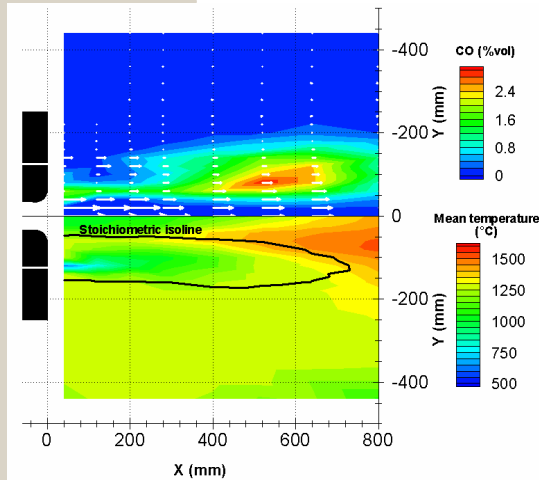 -400
CO (%vol)
2.4
1.6
0.8
0
-200
Y (mm)
0
Stoichiometric isoline
Mean temperature
(°C)
1500
1250
1000
750
500
-200
Y (mm)
-400
0
200
400
600
800
X (mm)